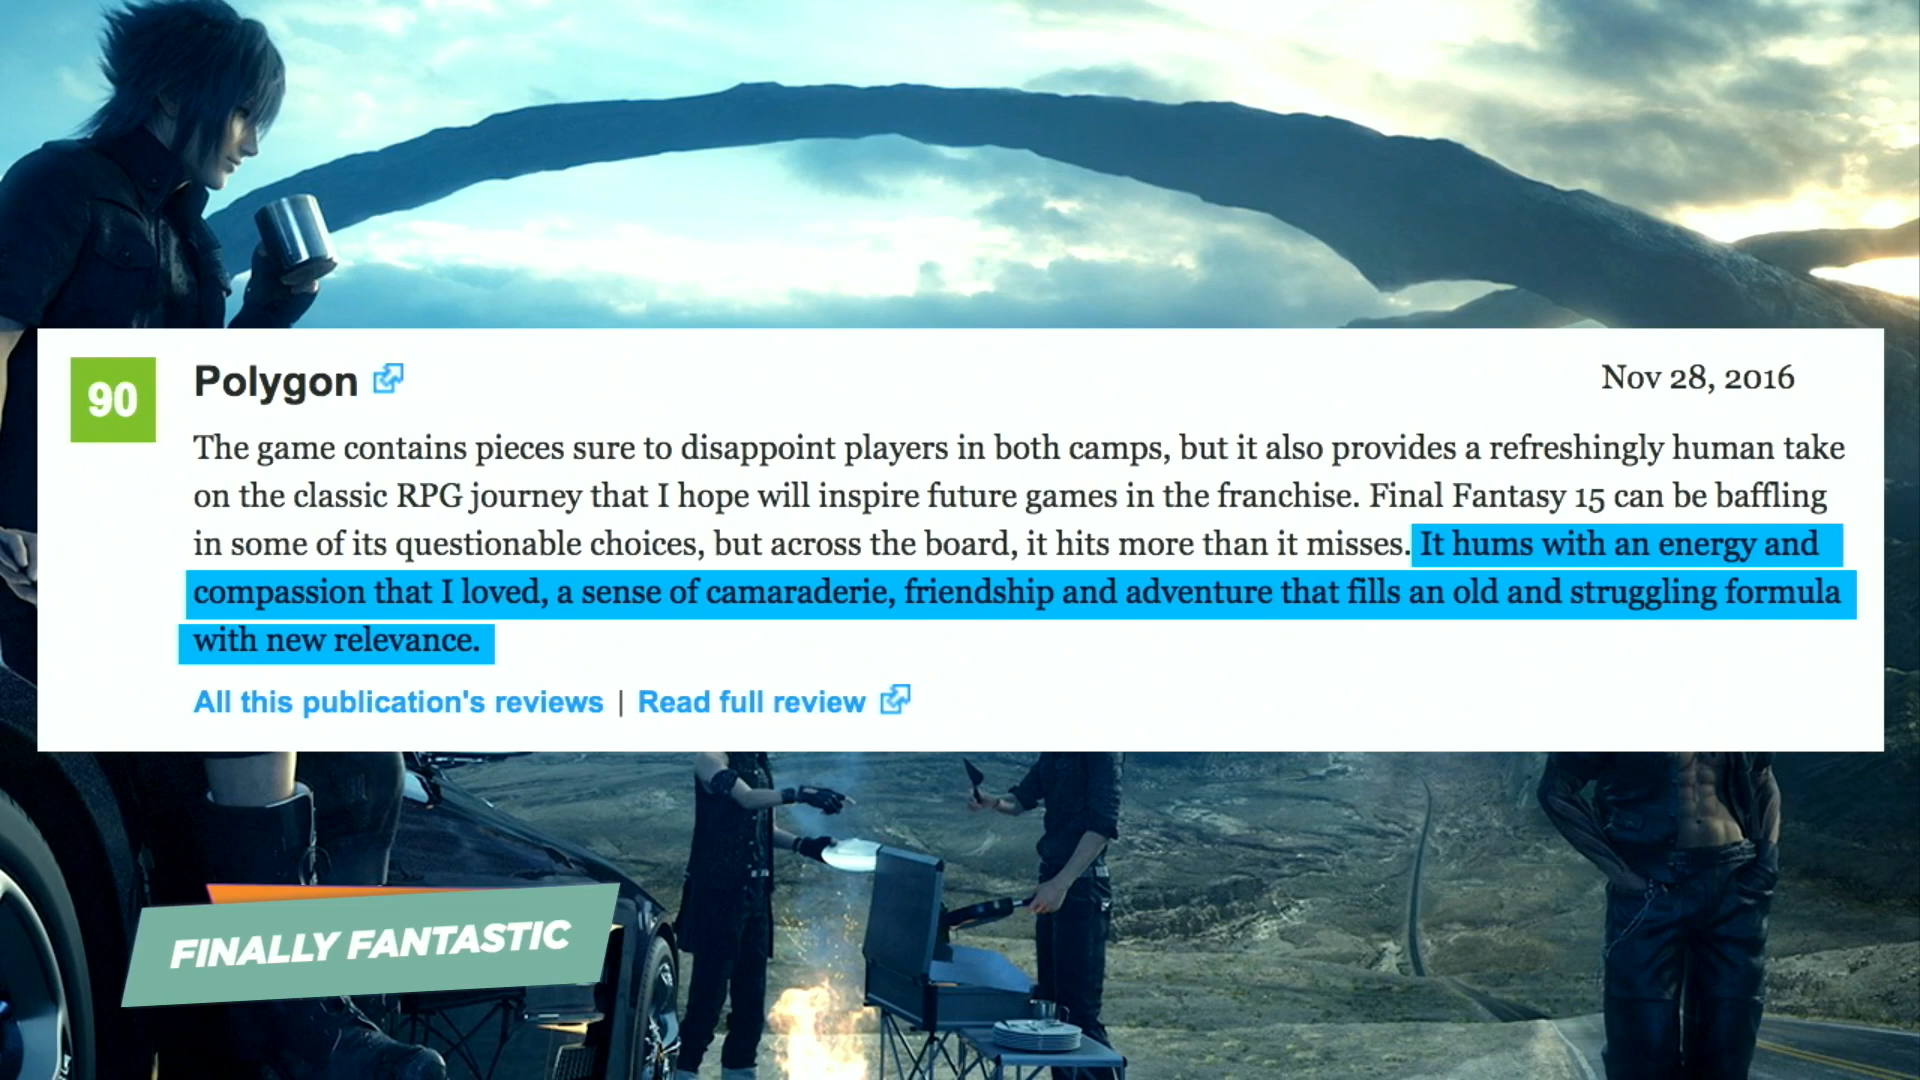 90
Polygon
Nov 28, 2016
The game contains pieces sure to disappoint players in both camps, but it also provides a refreshingly human take
on the classic RPG journey that I hope will inspire future games in the franchise. Final Fantasy 15 can be baffling
in some of its questionable choices, but across the board, it hits more than it misses. It hums with an energy and
compassion that I loved, a sense of camaraderie, friendship and adventure that fills an old and struggling formula
with new relevance.
All this publication's reviews | Read full review
FINALLY FANTASTIC